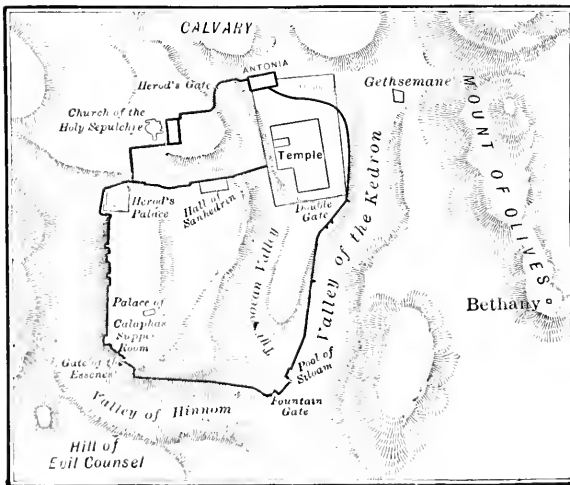 CALVARY
ANTONIA
Herod's Gate
Gethsemane
Church of the
Holy Sepulchre
MOUNT OF OLIVES
Temple
Herod's
Palace
Hall of
Sanhedrin
Double
Gate
Valley of the Kedron
Valley
Bethany
Palace of
Caiaphas
Room
Gate of the
Essenes
Pool of
Siloam
Valley of Hinnom
Fountain
Gate
Hill of
Evil Counsel